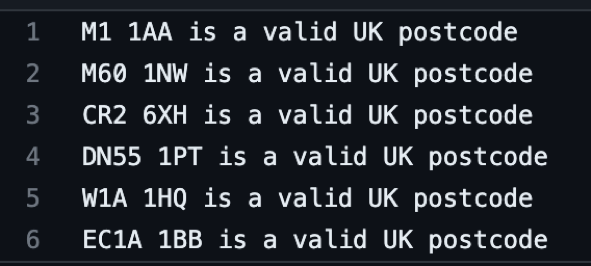 1 M1 1AA is a valid UK postcode
2 M60 1NW is a valid UK postcode
3 CR2 6XH is a valid UK postcode
4 DN55 1PT is a valid UK postcode
5 W1A 1HQ is a valid UK postcode
6 EC1A 1BB is a valid UK postcode